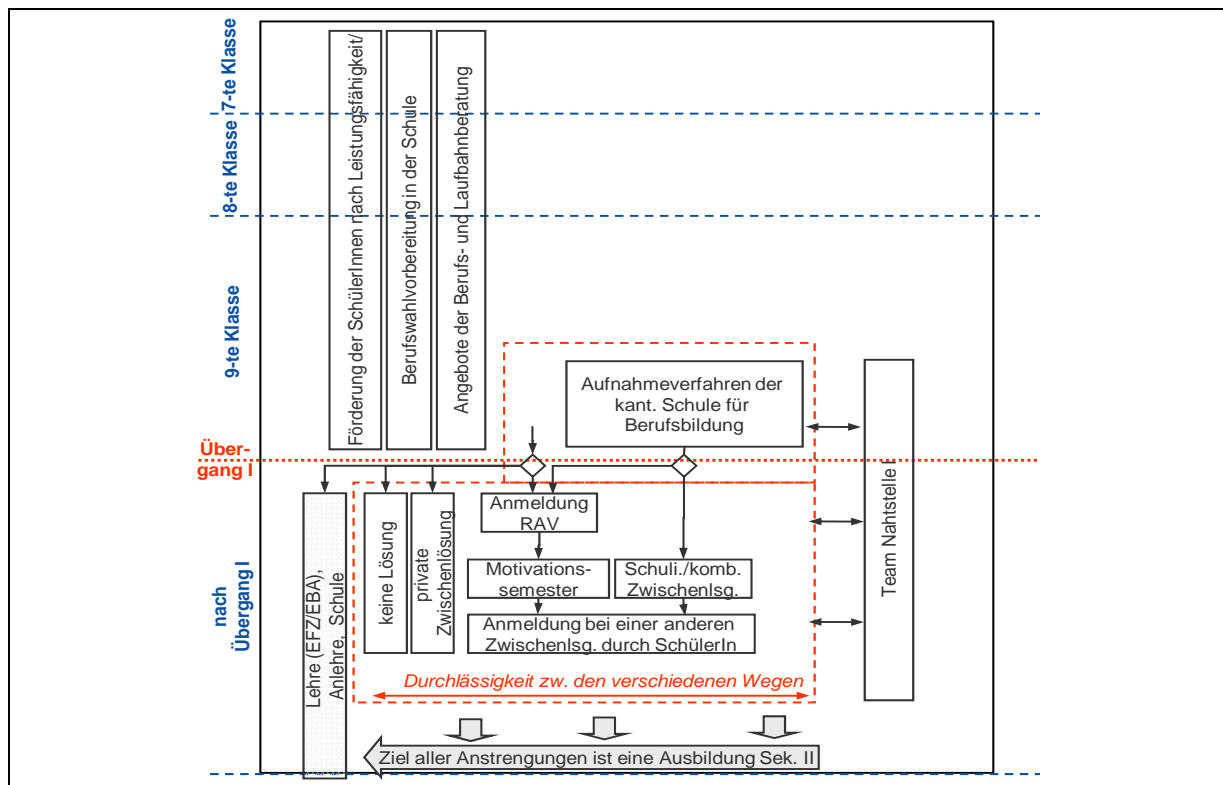 7-te Klasse
8-te Klasse
9-te Klasse
Über-
gang I
nach
Übergang I
Förderung der SchülerInnen nach Leistungsfähigkeit/
Berufswahlvorbereitung in der Schule
Angebote der Berufs- und Laufbahnberatung
Aufnahmeverfahren der
kant. Schule für
Berufsbildung
Team Nahtstelle I
Lehre (EFZ/EBA),
Anlehre, Schule
keine Lösung
private
Zwischenlösung
Anmeldung
RAV
Motivations-
semester
Schuli./komb.
Zwischenlsg.
Anmeldung bei einer anderen
Zwischenlsg. durch SchülerIn
Durchlässigkeit zw. den verschiedenen Wegen
Ziel aller Anstrengungen ist eine Ausbildung Sek. II